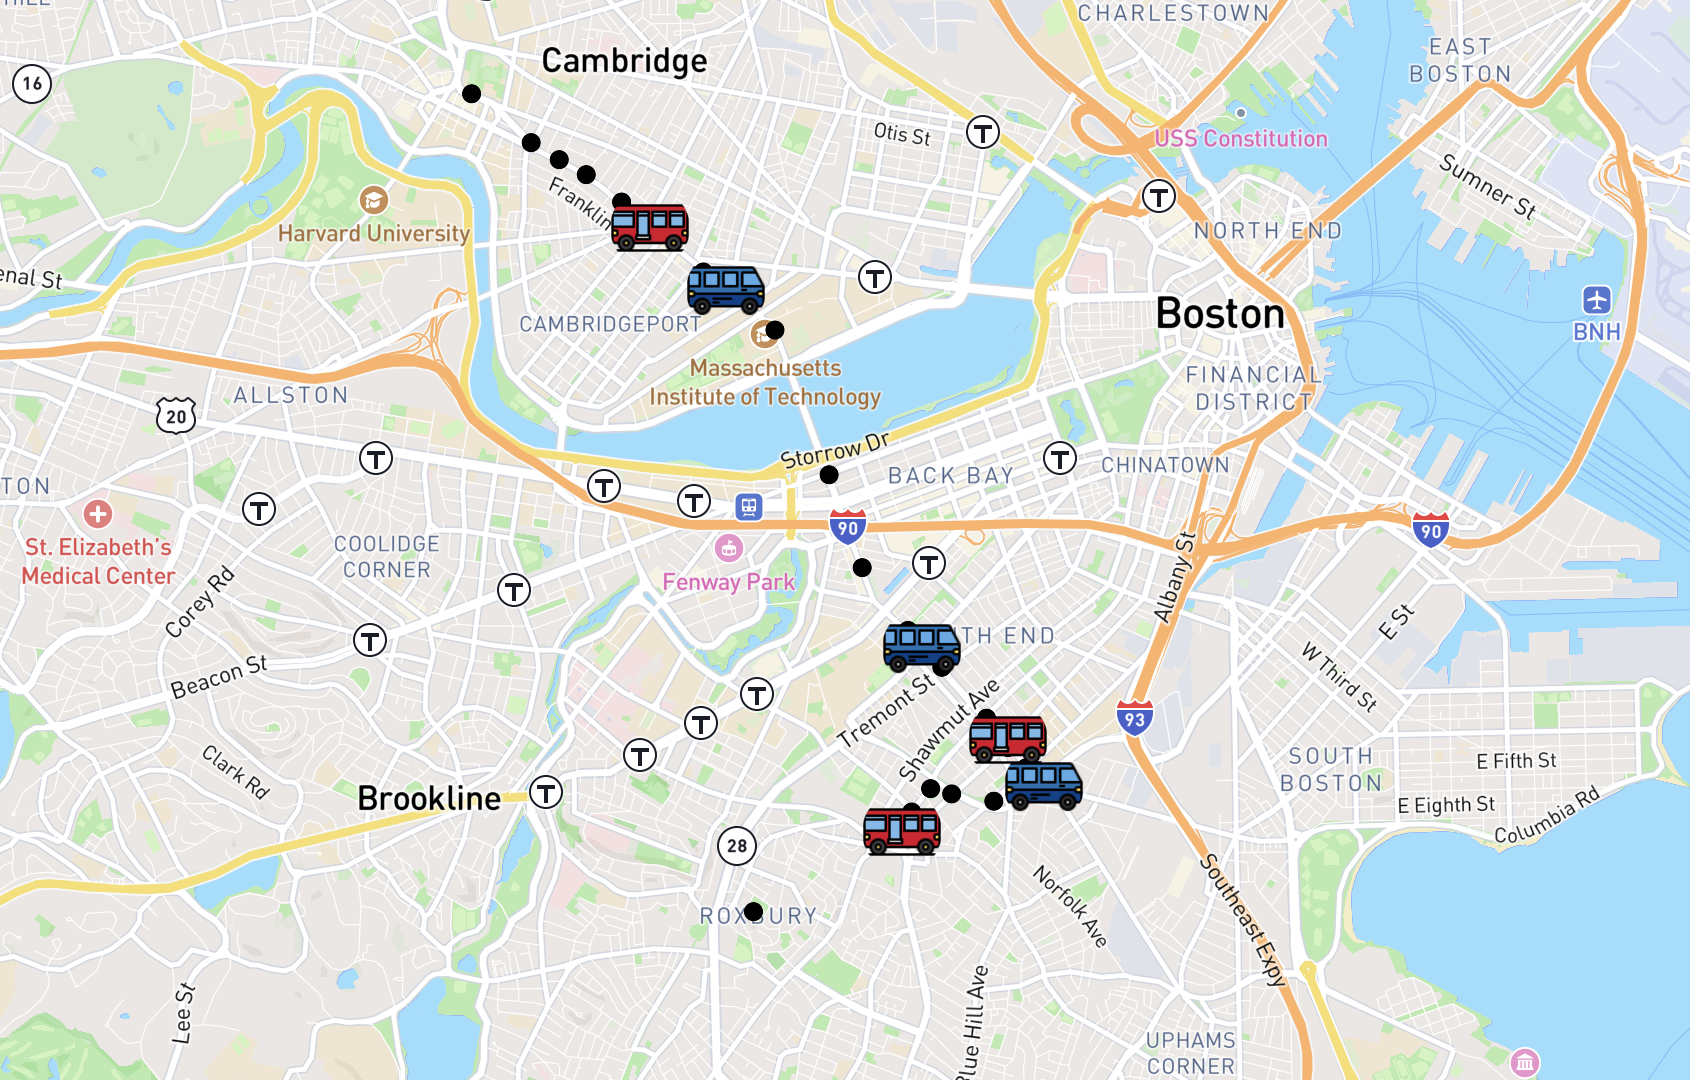 CHARLESTOWN
EAST
BOSTON
Cambridge
16
Otis St
T
USS Constitution
Sumner St
Franklin
T
Harvard University
NORTH END
enal St
T
CAMBRIDGEPORT
Boston
BNH
Massachusetts
Institute of Technology
FINANCIAL
DISTRICT
ALLSTON
20
Storrow Dr
T
T
CHINATOWN
BACK BAY
TON
T
T
T
90
90
St. Elizabeth's
Medical Center
COOLIDGE
CORNER
Fenway Park
T
Albany St
Corey Rd
T
E St
TH END
T
W Third St
Beacon St
T
Tremont St
Shawmut Ave
T
93
T
Clark Rd
SOUTH
BOSTON
E Fifth St
Brookline
T
E Eighth St
Columbia Rd
28
Norfolk Ave
Southeast Expy
ROXBURY
Lee St
Blue Hill Ave
UPHAMS
CORNER